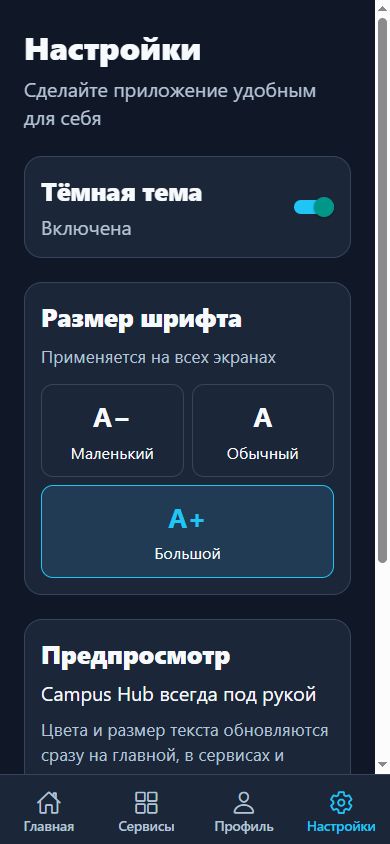 Настройки
Сделайте приложение удобным
для себя
Тёмная тема
Включена
Размер шрифта
Применяется на всех экранах
A−
Маленький
A
Обычный
A+
Большой
Предпросмотр
Campus Hub всегда под рукой
Цвета и размер текста обновляются
сразу на главной, в сервисах и
Главная
Сервисы
Профиль
Настройки